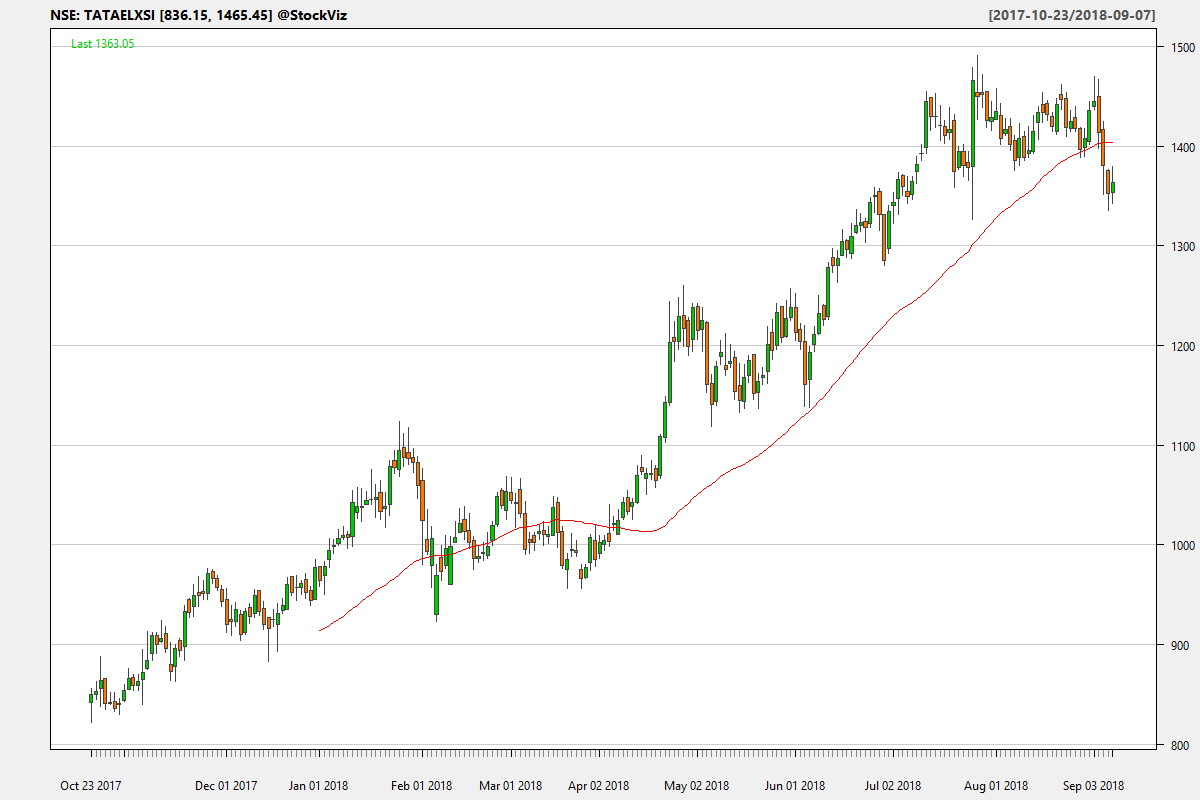 NSE: TATAELXSI [836.15, 1465.45] @StockViz
[2017-10-23/2018-09-07]
Last 1363.05
1500
1400
1300
1200
1100
1000
900
800
Oct 23 2017
Dec 01 2017
Jan 01 2018
Feb 01 2018
Mar 01 2018
Apr 02 2018
May 02 2018
Jun 01 2018
Jul 02 2018
Aug 01 2018
Sep 03 2018